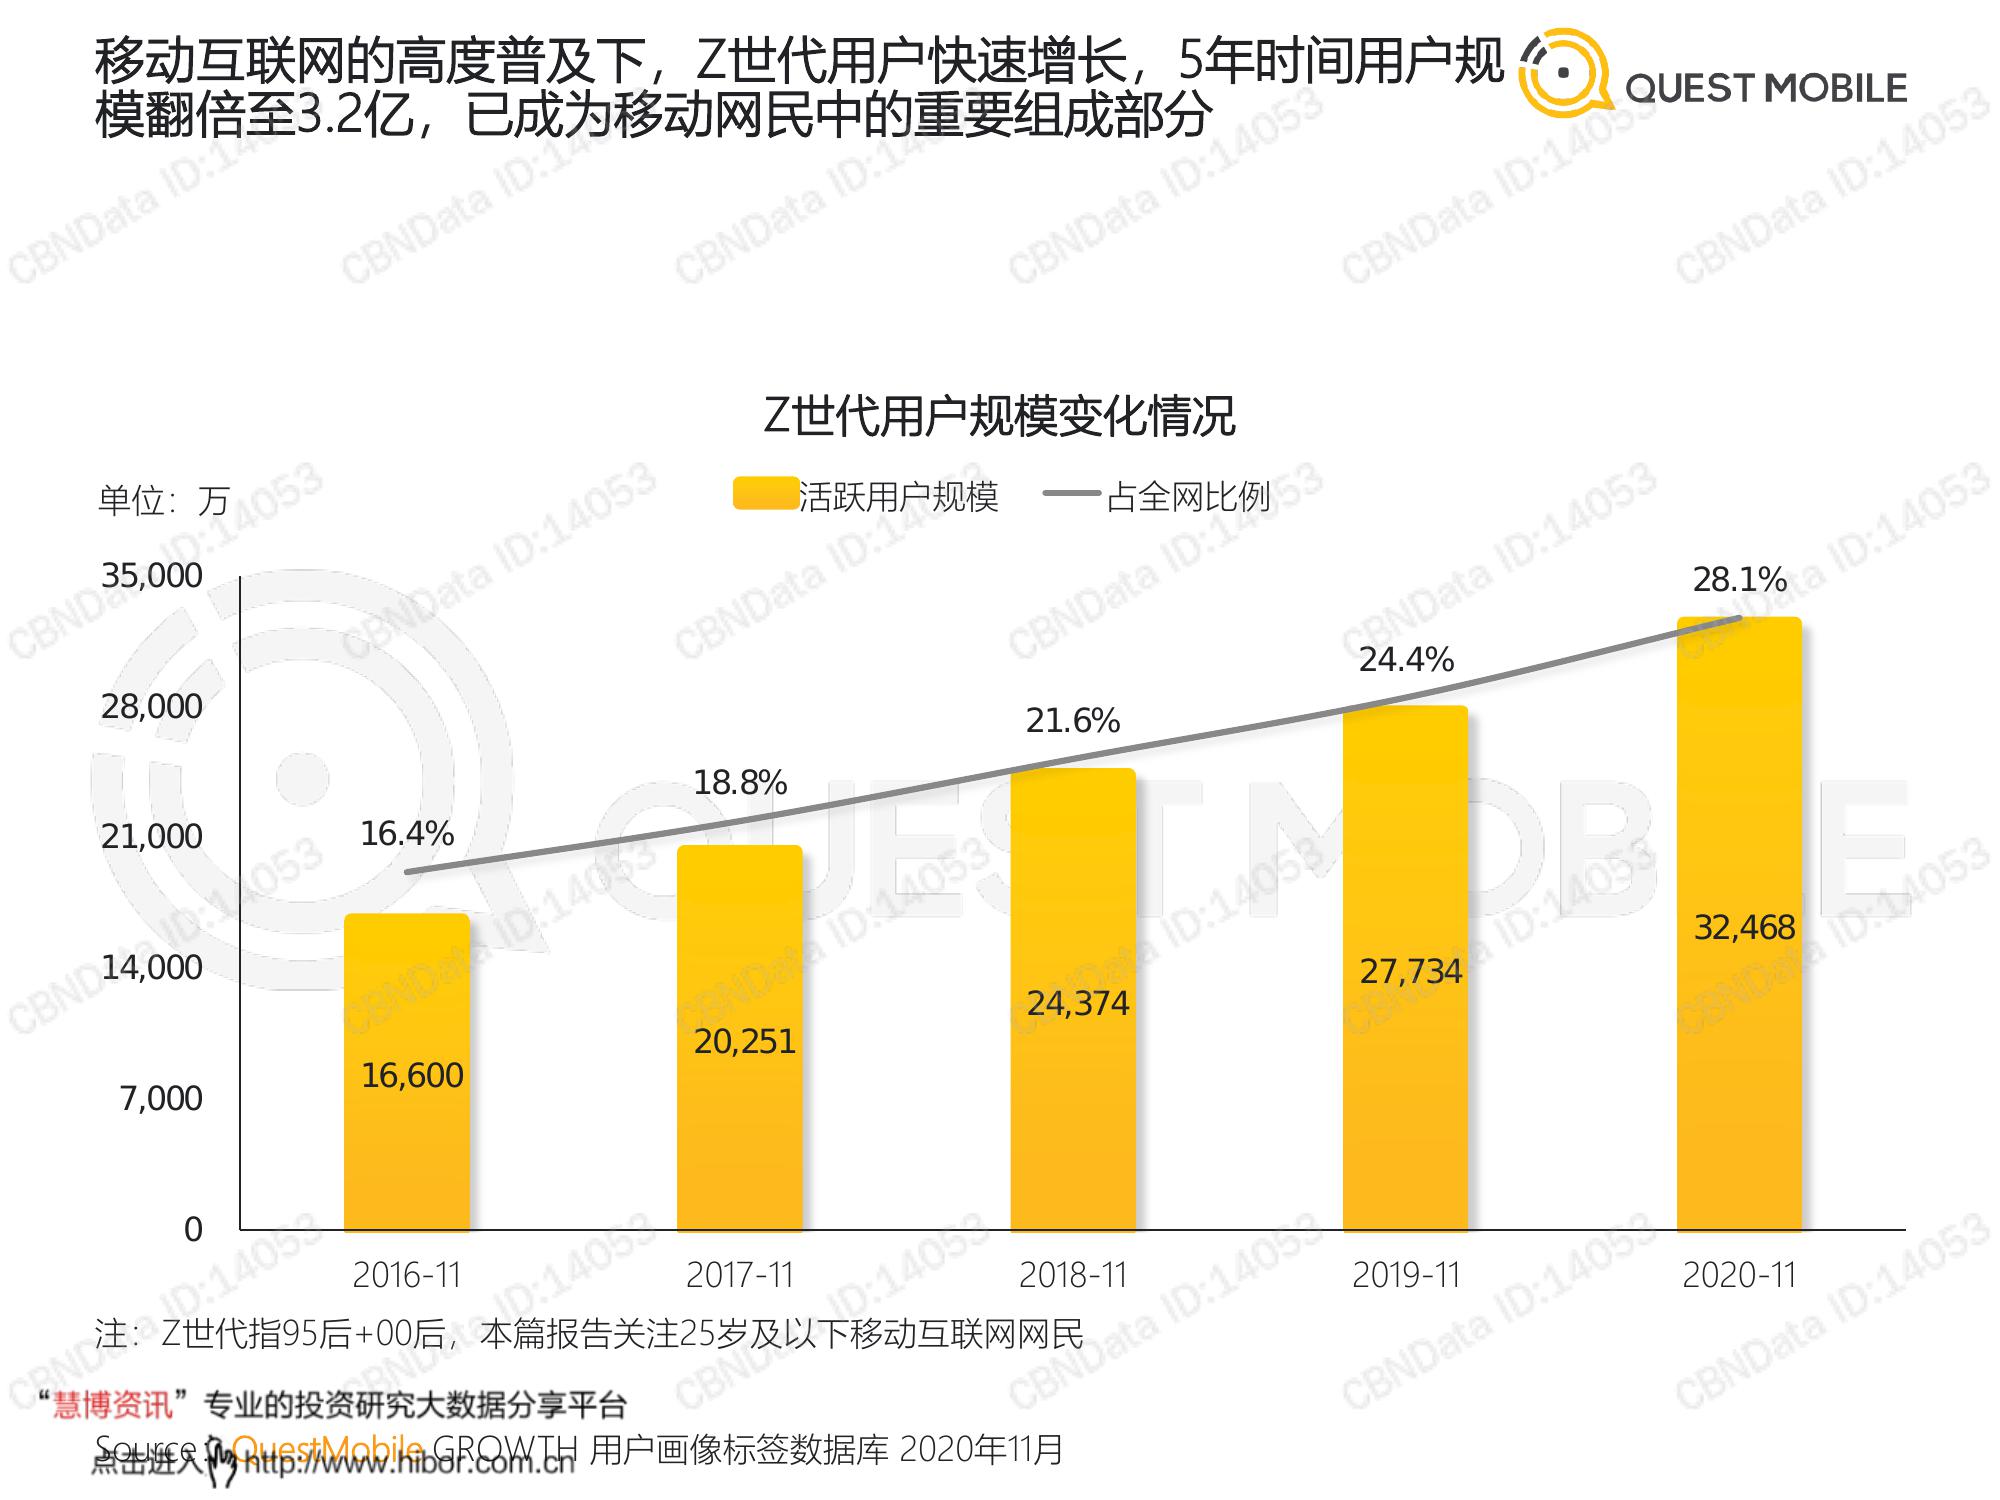 移动互联网的高度普及下，Z世代用户快速增长，5年时间用户规
模翻倍至3.2亿，已成为移动网民中的重要组成部分
QUEST MOBILE
Z世代用户规模变化情况
单位：万
活跃用户规模
占全网比例
35,000
28,000
21,000
14,000
7,000
0
16.4%
18.8%
21.6%
24.4%
28.1%
16,600
20,251
24,374
27,734
32,468
2016-11
2017-11
2018-11
2019-11
2020-11
注：Z世代指95后+00后，本篇报告关注25岁及以下移动互联网网民
“慧博资讯”专业的投资研究大数据分享平台
Source：QuestMobile GROWTH 用户画像标签数据库 2020年11月
点击进入 http://www.hibor.com.cn
QUEST MOBILE
CBNData ID:14053